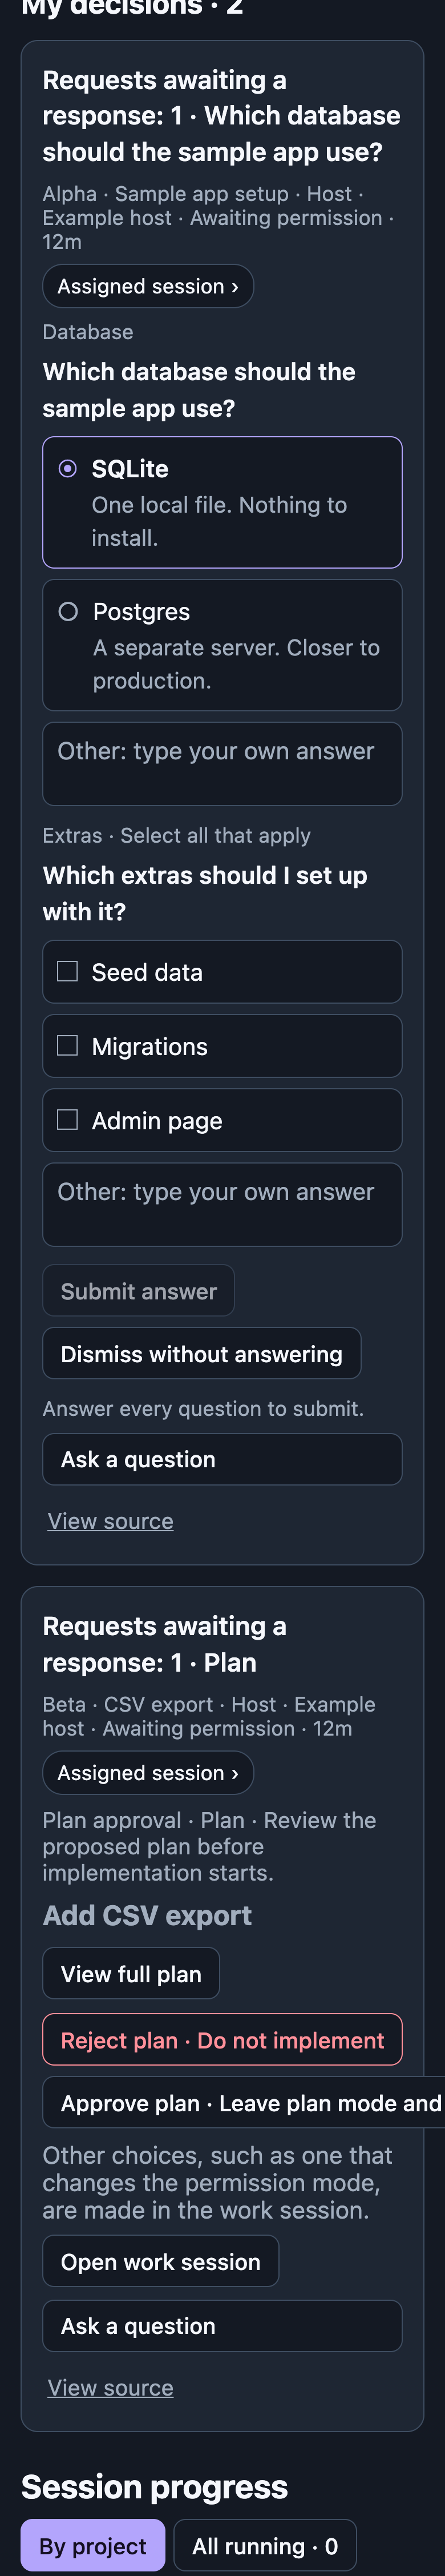 My decisions · 2
Requests awaiting a
response: 1 · Which database
should the sample app use?
Alpha · Sample app setup · Host ·
Example host · Awaiting permission ·
12m
Assigned session ›
Database
Which database should the
sample app use?
SQLite
One local file. Nothing to
install.
Postgres
A separate server. Closer to
production.
Other: type your own answer
Extras · Select all that apply
Which extras should I set up
with it?
Seed data
Migrations
Admin page
Other: type your own answer
Submit answer
Dismiss without answering
Answer every question to submit.
Ask a question
View source
Requests awaiting a
response: 1 · Plan
Beta · CSV export · Host · Example
host · Awaiting permission · 12m
Assigned session ›
Plan approval · Plan · Review the
proposed plan before
implementation starts.
Add CSV export
View full plan
Reject plan · Do not implement
Approve plan · Leave plan mode and
Other choices, such as one that
changes the permission mode,
are made in the work session.
Open work session
Ask a question
View source
Session progress
By project
All running · 0